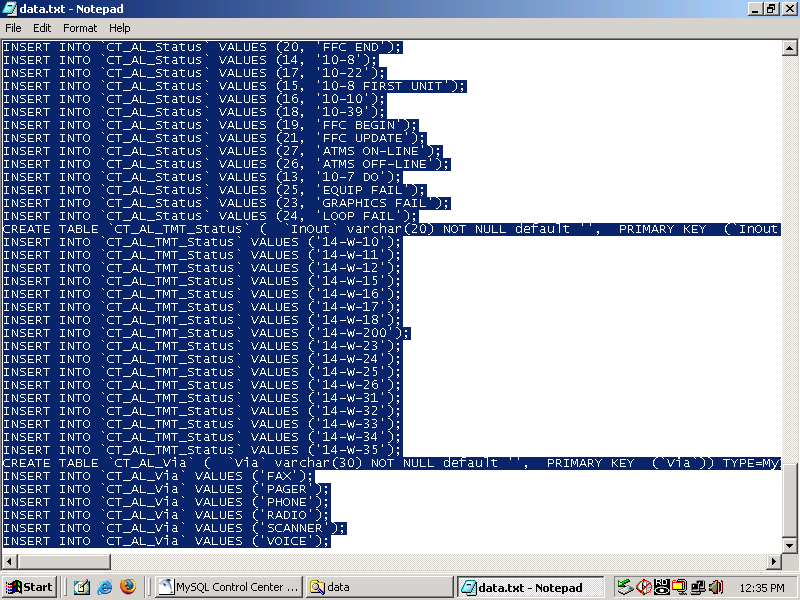 data.txt - Notepad
File Edit Format Help
INSERT INTO `CT_AL_Status` VALUES (20, 'FFC END');
INSERT INTO `CT_AL_Status` VALUES (14, '10-8');
INSERT INTO `CT_AL_Status` VALUES (17, '10-22');
INSERT INTO `CT_AL_Status` VALUES (15, '10-8 FIRST UNIT');
INSERT INTO `CT_AL_Status` VALUES (16, '10-10');
INSERT INTO `CT_AL_Status` VALUES (18, '10-39');
INSERT INTO `CT_AL_Status` VALUES (19, 'FFC BEGIN');
INSERT INTO `CT_AL_Status` VALUES (21, 'FFC UPDATE');
INSERT INTO `CT_AL_Status` VALUES (27, 'ATMS ON-LINE');
INSERT INTO `CT_AL_Status` VALUES (26, 'ATMS OFF-LINE');
INSERT INTO `CT_AL_Status` VALUES (13, '10-7 DO');
INSERT INTO `CT_AL_Status` VALUES (25, 'EQUIP FAIL');
INSERT INTO `CT_AL_Status` VALUES (23, 'GRAPHICS FAIL');
INSERT INTO `CT_AL_Status` VALUES (24, 'LOOP FAIL');
CREATE TABLE `CT_AL_TMT_Status` (  `InOut` varchar(20) NOT NULL default '',  PRIMARY KEY  (`InOut
INSERT INTO `CT_AL_TMT_Status` VALUES ('14-W-10');
INSERT INTO `CT_AL_TMT_Status` VALUES ('14-W-11');
INSERT INTO `CT_AL_TMT_Status` VALUES ('14-W-12');
INSERT INTO `CT_AL_TMT_Status` VALUES ('14-W-15');
INSERT INTO `CT_AL_TMT_Status` VALUES ('14-W-16');
INSERT INTO `CT_AL_TMT_Status` VALUES ('14-W-17');
INSERT INTO `CT_AL_TMT_Status` VALUES ('14-W-18');
INSERT INTO `CT_AL_TMT_Status` VALUES ('14-W-200');
INSERT INTO `CT_AL_TMT_Status` VALUES ('14-W-23');
INSERT INTO `CT_AL_TMT_Status` VALUES ('14-W-24');
INSERT INTO `CT_AL_TMT_Status` VALUES ('14-W-25');
INSERT INTO `CT_AL_TMT_Status` VALUES ('14-W-26');
INSERT INTO `CT_AL_TMT_Status` VALUES ('14-W-31');
INSERT INTO `CT_AL_TMT_Status` VALUES ('14-W-32');
INSERT INTO `CT_AL_TMT_Status` VALUES ('14-W-33');
INSERT INTO `CT_AL_TMT_Status` VALUES ('14-W-34');
INSERT INTO `CT_AL_TMT_Status` VALUES ('14-W-35');
CREATE TABLE `CT_AL_Via` (  `Via` varchar(30) NOT NULL default '',  PRIMARY KEY  (`Via`)) TYPE=My
INSERT INTO `CT_AL_Via` VALUES ('FAX');
INSERT INTO `CT_AL_Via` VALUES ('PAGER');
INSERT INTO `CT_AL_Via` VALUES ('PHONE');
INSERT INTO `CT_AL_Via` VALUES ('RADIO');
INSERT INTO `CT_AL_Via` VALUES ('SCANNER');
INSERT INTO `CT_AL_Via` VALUES ('VOICE');
Start MySQL Control Center ... data data.txt - Notepad 12:35 PM